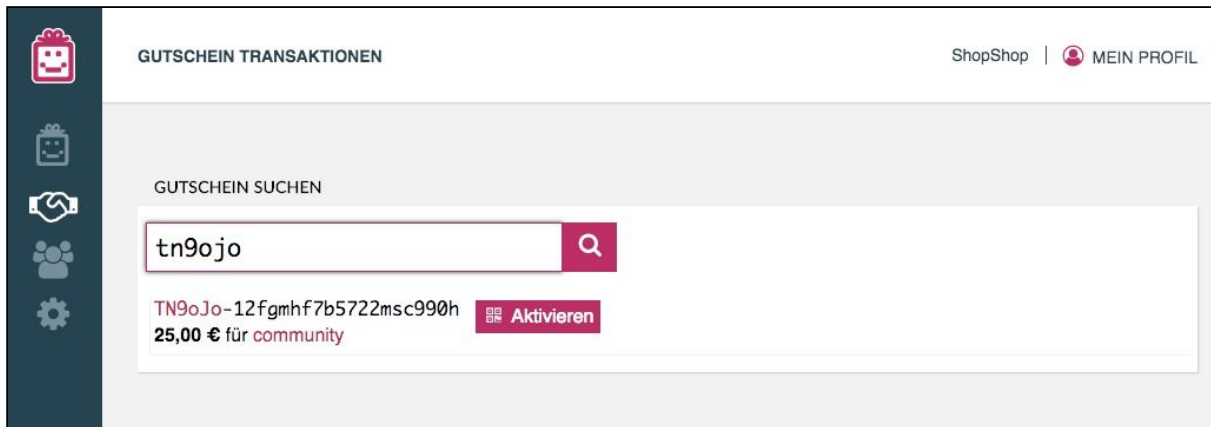 GUTSCHEIN TRANSAKTIONEN
ShopShop | MEIN PROFIL
GUTSCHEIN SUCHEN
tn9ojo
TN9oJo-12fgmhf7b5722msc990h
Aktivieren
25,00 € für community